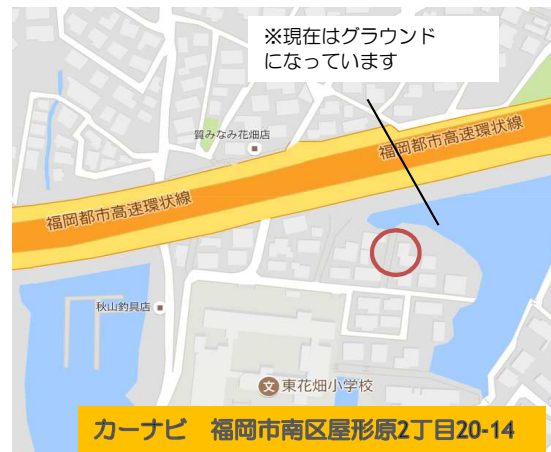 ※現在はグラウンド
になっています
質みなみ花畑店
福岡都市高速環状線
福岡都市高速環状線
秋山釣具店
文
東花畑小学校
カーナビ　福岡市南区屋形原2丁目20-14